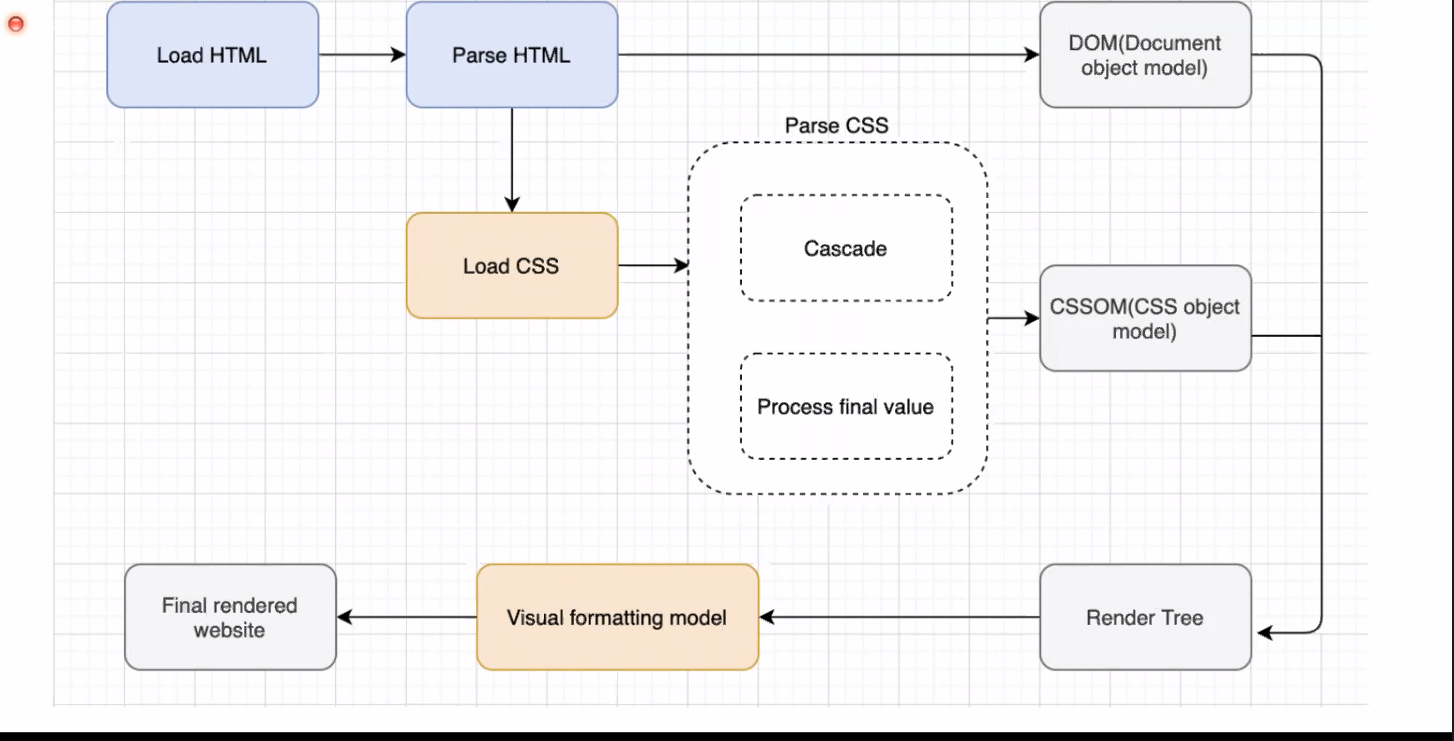 Load HTML
Parse HTML
DOM(Document
object model)
Parse CSS
Cascade
Load CSS
CSSOM(CSS object
model)
Process final value
Final rendered
website
Visual formatting model
Render Tree